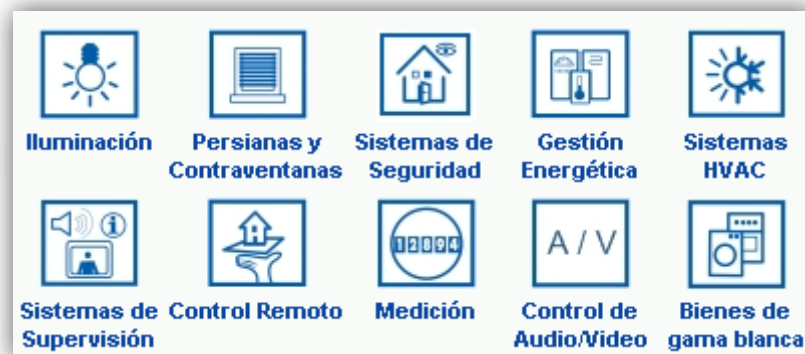 Iluminación
Persianas y
Contraventanas
Sistemas de
Seguridad
Gestión
Energética
Sistemas
HVAC
Sistemas de
Supervisión
Control Remoto
12894
Medición
A / V
Control de
Audio/Video
Bienes de
gama blanca